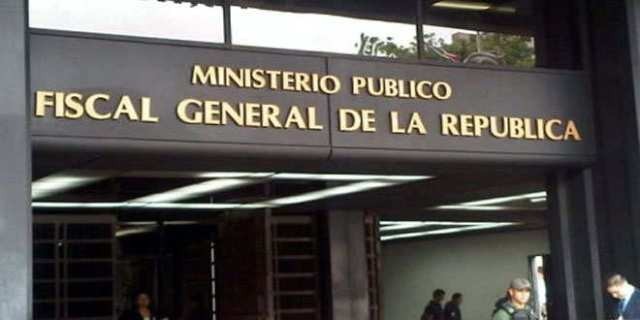 MINISTERIO PUBLICO
FISCAL GENERAL DE LA REPUBLICA